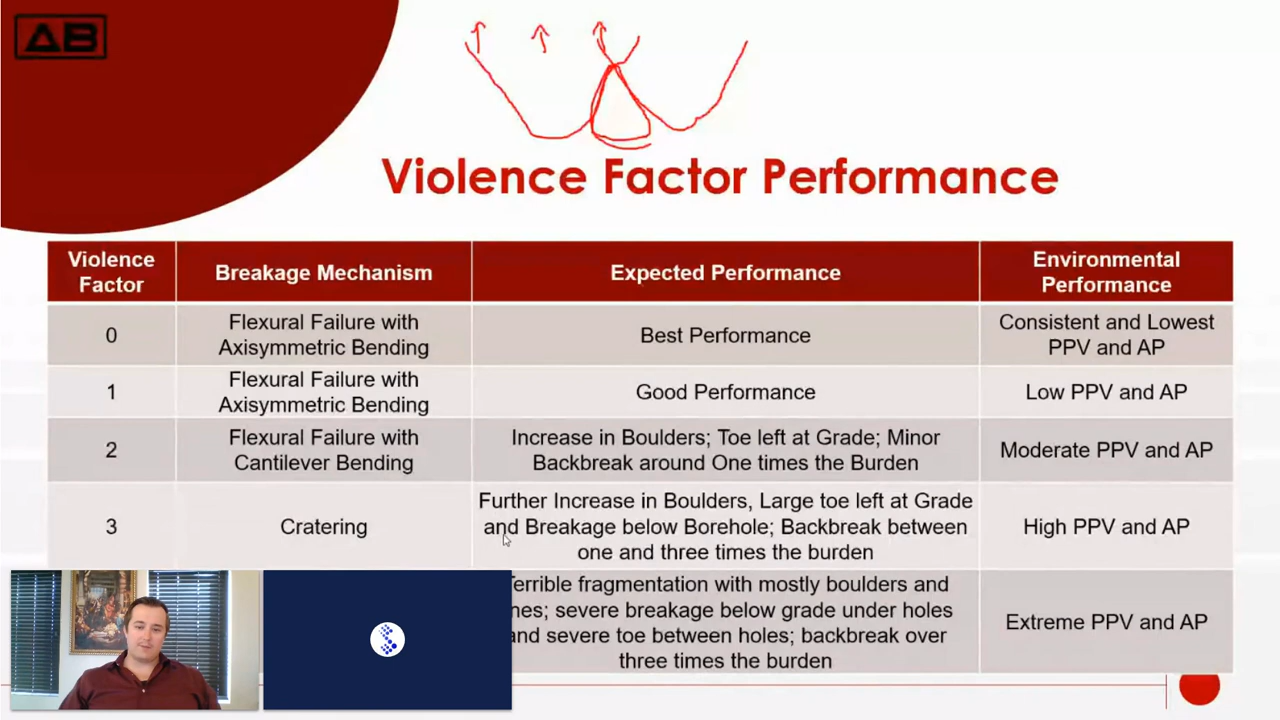 AB
Violence Factor Performance
Violence
Factor
Breakage Mechanism
Expected Performance
Environmental
Performance
0
Flexural Failure with
Axisymmetric Bending
Best Performance
Consistent and Lowest
PPV and AP
1
Flexural Failure with
Axisymmetric Bending
Good Performance
Low PPV and AP
2
Flexural Failure with
Cantilever Bending
Increase in Boulders; Toe left at Grade; Minor
Backbreak around One times the Burden
Moderate PPV and AP
3
Cratering
Further Increase in Boulders, Large toe left at Grade
and Breakage below Borehole; Backbreak between
one and three times the burden
High PPV and AP
fragmentation with mostly boulders and
severe breakage below grade under holes
and severe toe between holes; backbreak over
three times the burden
Extreme PPV and AP